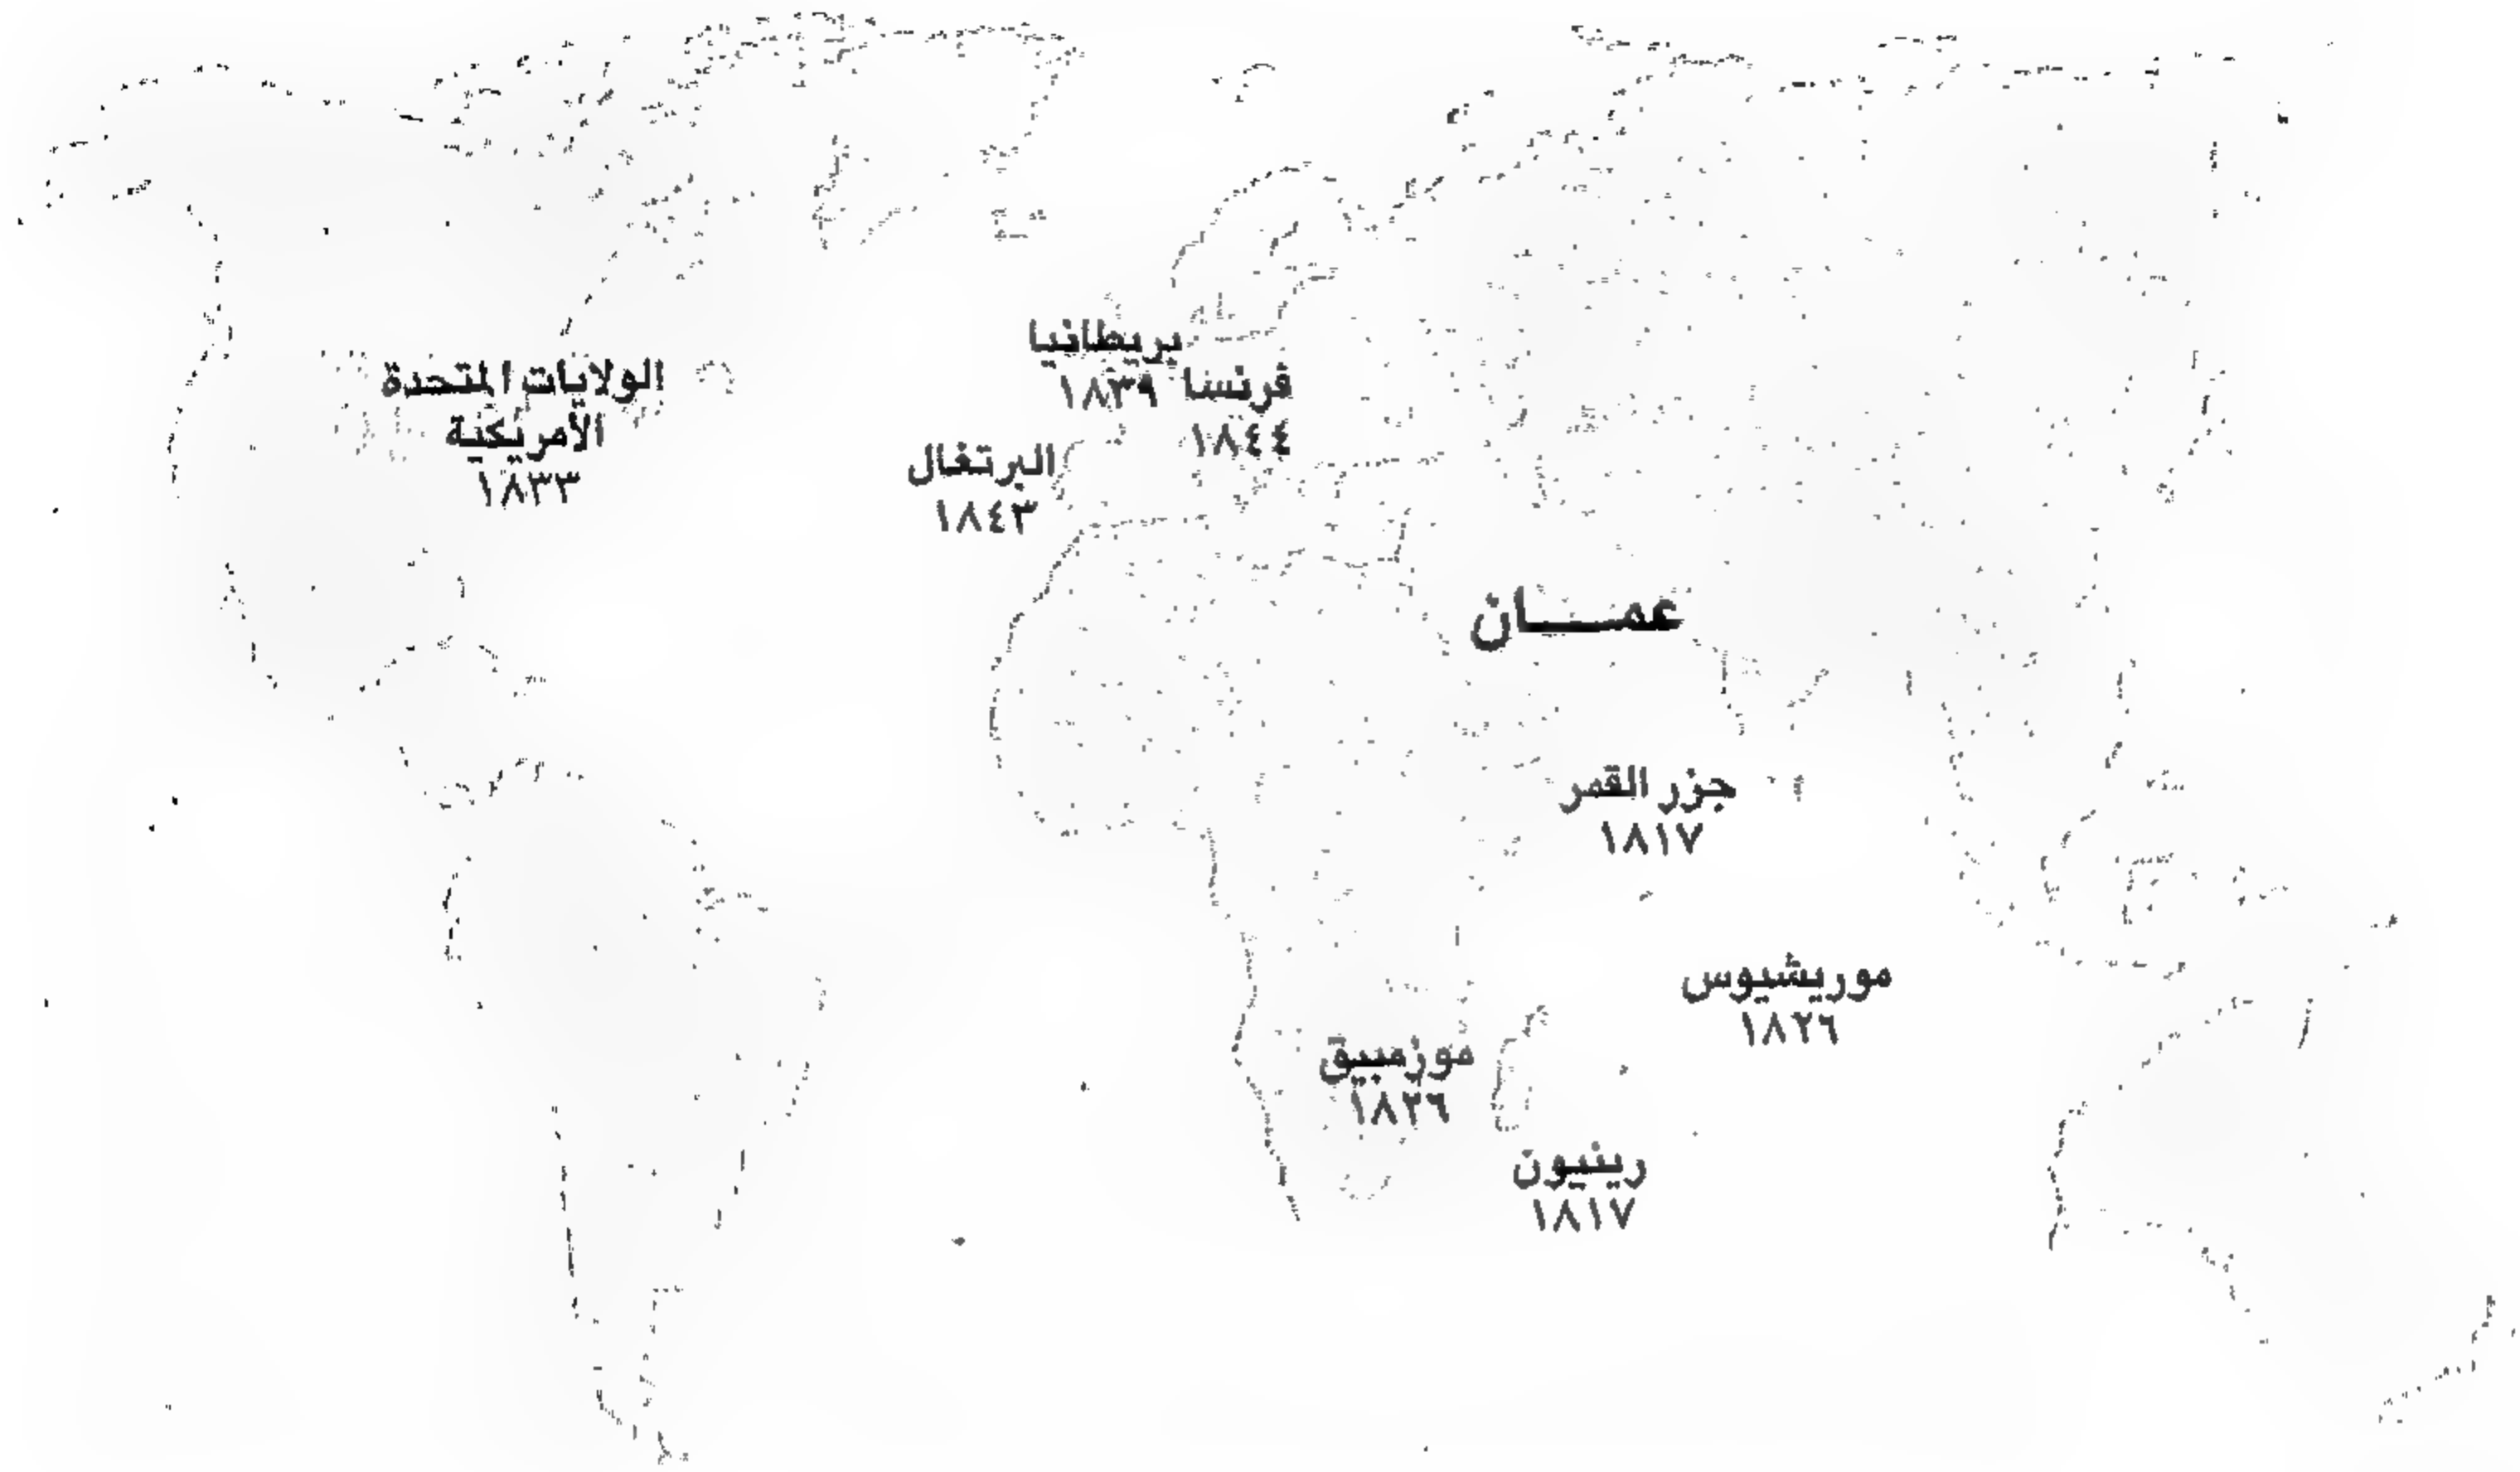 بريطانيا
١٨٣٩
فرنسا
١٨٤٤
الولايات المتحدة
الأمريكية
١٨٣٣
البرتغال
١٨٤٣
عمـــان
جزر القمر
١٨١٧
موريشيوس
١٨٢٦
موزمبيق
١٨٢٦
رينيون
١٨١٧